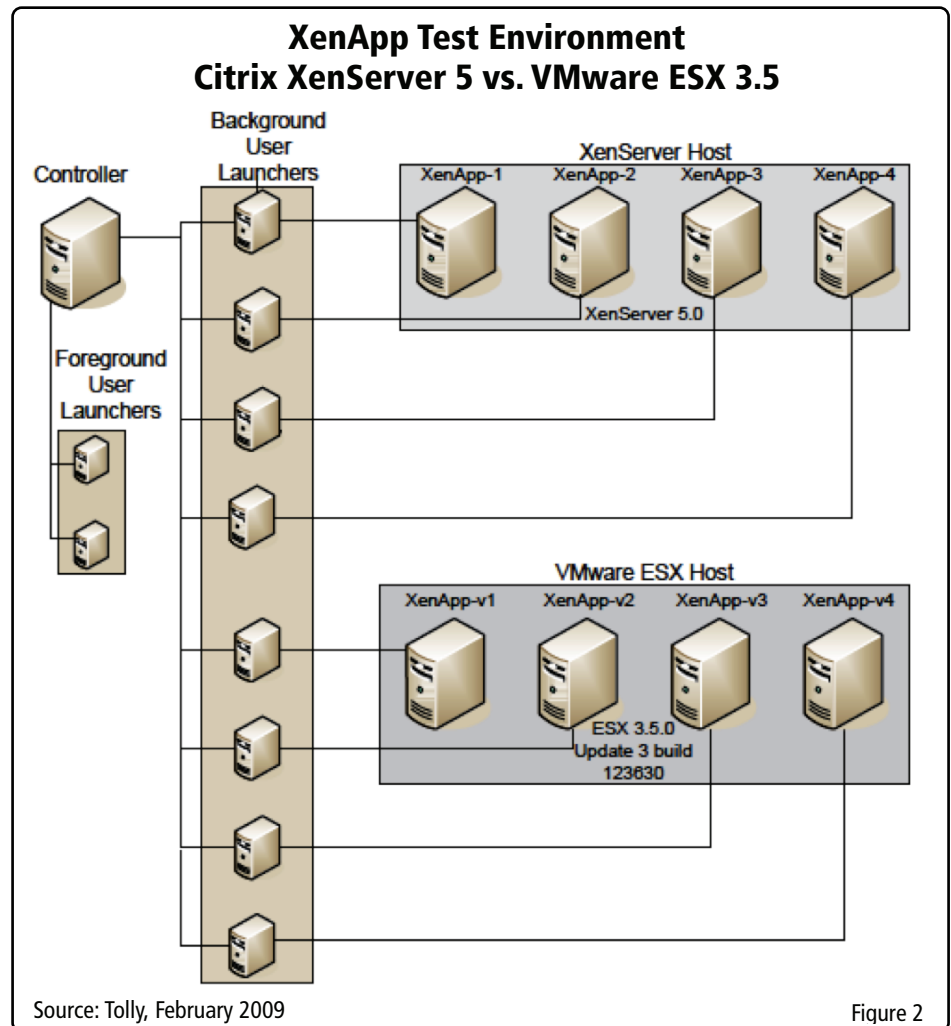 XenApp Test Environment
Citrix XenServer 5 vs. VMware ESX 3.5
Background
User
Launchers
Controller
XenServer Host
XenApp-1
XenApp-2
XenApp-3
XenApp-4
XenServer 5.0
Foreground
User
Launchers
VMware ESX Host
XenApp-v1
XenApp-v2
XenApp-v3
XenApp-v4
ESX 3.5.0
Update 3 build
123630
Source: Tolly, February 2009
Figure 2